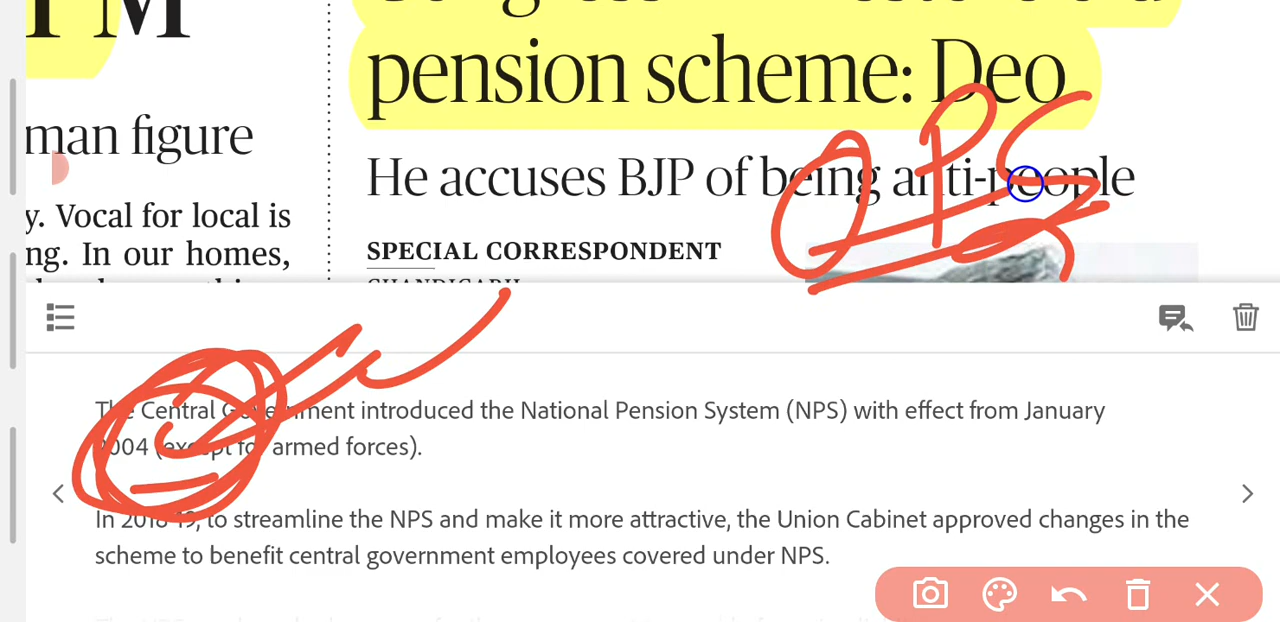 PM
pension scheme: Deo
man figure
He accuses BJP of being anti-people
OPS
y. Vocal for local is
ng. In our homes,
SPECIAL CORRESPONDENT
CHANDIGARH
The Central Government introduced the National Pension System (NPS) with effect from January
2004 (except for armed forces).
In 2018-19, to streamline the NPS and make it more attractive, the Union Cabinet approved changes in the
scheme to benefit central government employees covered under NPS.